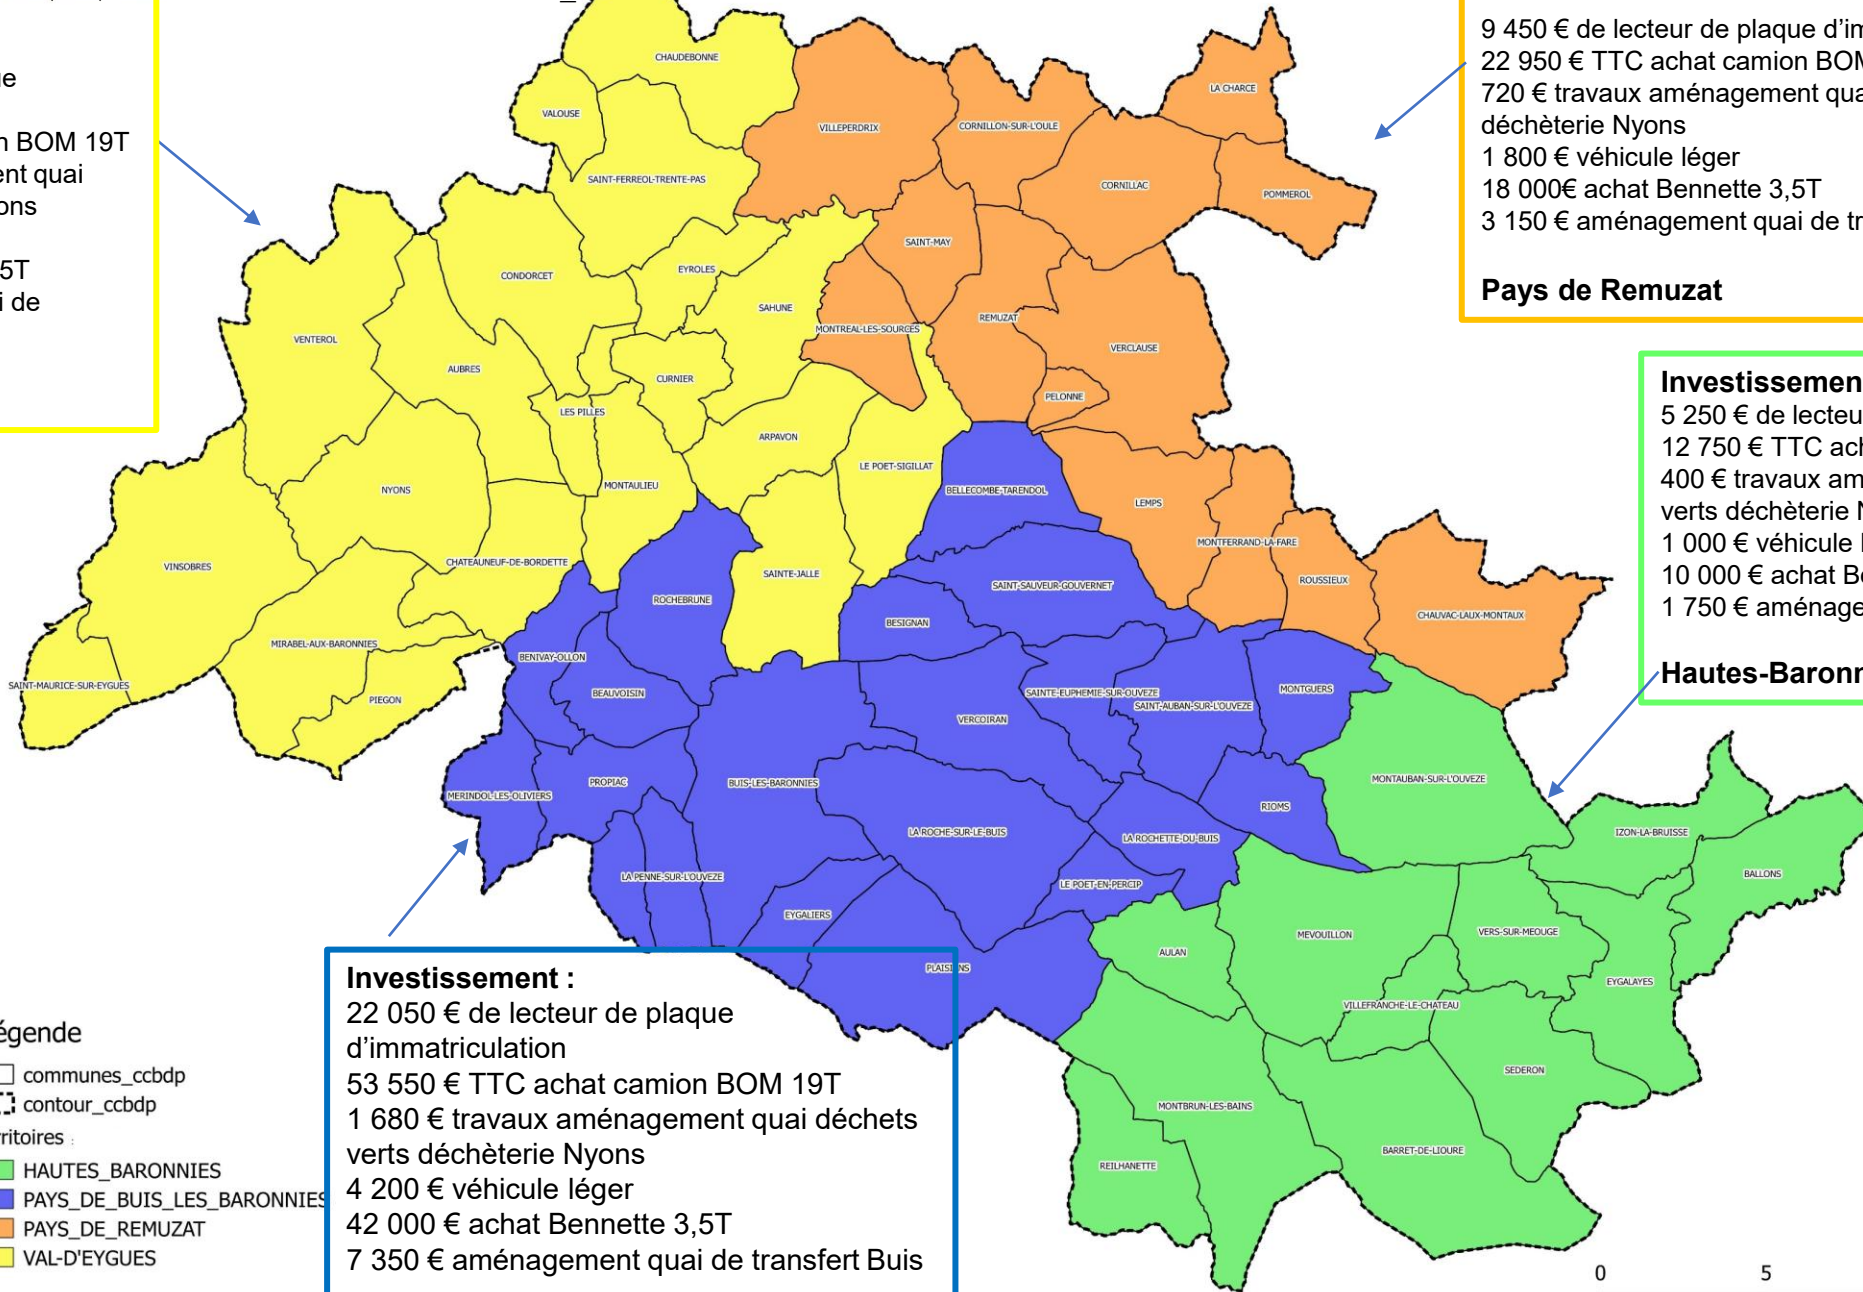 n BOM 19T
ent quai
ons
5T
i de
9 450 € de lecteur de plaque d’im
22 950 € TTC achat camion BOM
720 € travaux aménagement qua
déchèterie Nyons
1 800 € véhicule léger
18 000€ achat Bennette 3,5T
3 150 € aménagement quai de tr
Pays de Remuzat
Investissemen
5 250 € de lecteu
12 750 € TTC ach
400 € travaux am
verts déchèterie N
1 000 € véhicule l
10 000 € achat Be
1 750 € aménage
Hautes-Baronn
CHAUDEBONNE
VALOUSE
VILLEPERDRIX
CORNILLON-SUR-L'OULE
LA CHARCE
SAINT-FERREOL-TRENTE-PAS
CORNILLAC
POMMEROL
SAINT-MAY
CONDORCET
EYROLES
SAHUNE
REMUZAT
MONTREAL-LES-SOURCES
VENTEROL
VERCLAUSE
AUBRES
CURNIER
PELONNE
LES PILLES
ARPAVON
LE POET-SIGILLAT
NYONS
MONTAULIEU
BELLECOMBE-TARENDOL
LEMPS
MONTFERRAND-LA-FARE
VINSOBRES
CHATEAUNEUF-DE-BORDETTE
SAINTE-JALLE
SAINT-SAUVEUR-GOUVERNET
ROUSSIEUX
ROCHEBRUNE
BESIGNAN
CHAUVAC-LAUX-MONTAUX
MIRABEL-AUX-BARONNIES
BENIVAY-OLLON
SAINT-MAURICE-SUR-EYGUES
PIEGON
BEAUVOISIN
SAINTE-EUPHEMIE-SUR-OUVEZE
MONTGUERS
SAINT-AUBAN-SUR-L'OUVEZE
VERCOIRAN
MONTAUBAN-SUR-L'OUVEZE
MERINDOL-LES-OLIVIERS
PROPIAC
BUIS-LES-BARONNIES
RIOMS
LA ROCHE-SUR-LE-BUIS
LA ROCHETTE-DU-BUIS
IZON-LA-BRUISSE
BALLONS
LA PENNE-SUR-L'OUVEZE
LE POET-EN-PERCIP
EYGALIERS
MEVOUILLON
VERS-SUR-MEOUGE
AULAN
PLAISIANS
EYGALAYES
VILLEFRANCHE-LE-CHATEAU
SEDERON
MONTBRUN-LES-BAINS
BARRET-DE-LIOURE
REILHANETTE
Investissement :
22 050 € de lecteur de plaque
d’immatriculation
53 550 € TTC achat camion BOM 19T
1 680 € travaux aménagement quai déchets
verts déchèterie Nyons
4 200 € véhicule léger
42 000 € achat Bennette 3,5T
7 350 € aménagement quai de transfert Buis
égende
communes_ccbdp
contour_ccbdp
rritoires :
HAUTES_BARONNIES
PAYS_DE_BUIS_LES_BARONNIES
PAYS_DE_REMUZAT
VAL-D'EYGUES
0 5